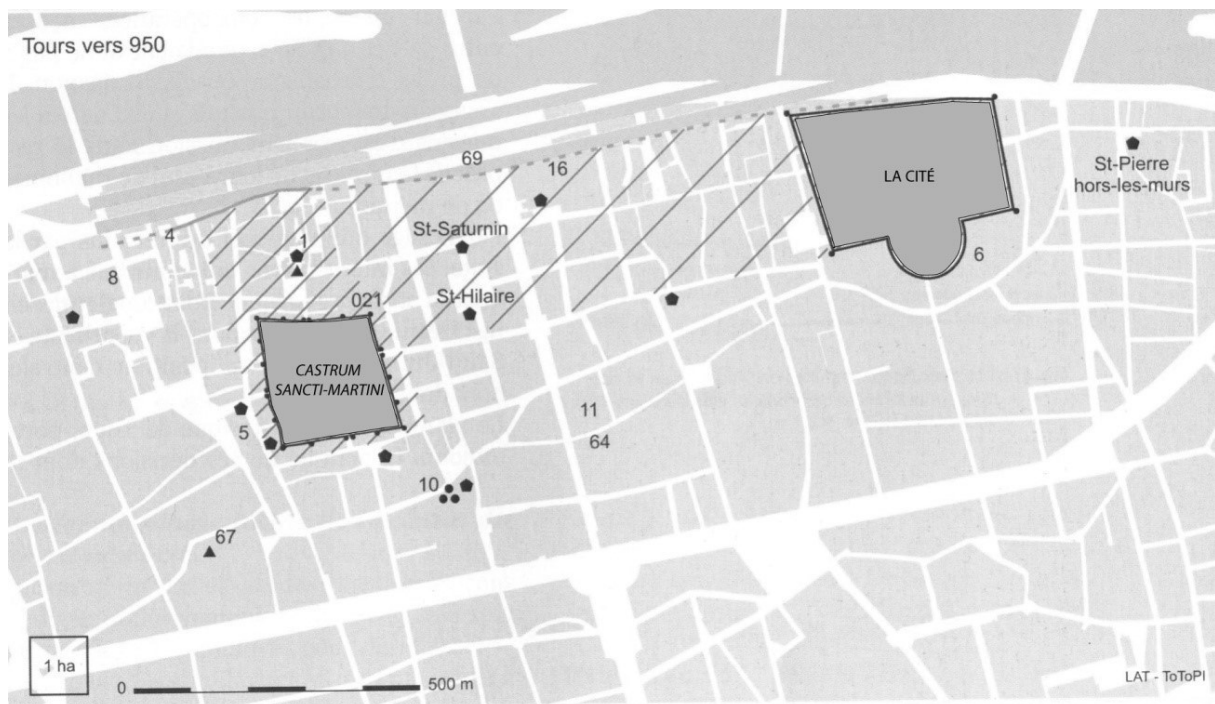 Tours vers 950
69
16
LA CITÉ
St-Pierre
hors-les-murs
4
1
St-Saturnin
6
8
St-Hilaire
021
CASTRUM
SANCTI-MARTINI
11
5
64
10
67
1 ha
0
500 m
LAT - ToToPI